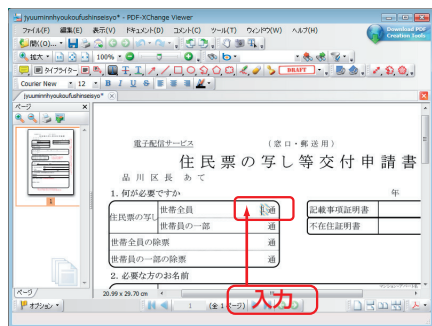 jyuuminnhyoukoufushinseisyo* - PDF-XChange Viewer
ファイル(F) 編集(E) 表示(V) ドキュメント(D) コメント(C) ツール(T) ウィンドウ(W) ヘルプ(H)
Download PDF Creation Tools
開く(O)...
拡大 100%
タイプライター DRAFT
Courier New 12 B I U S
jyuuminnhyoukoufushinseisyo*
ページ
1
電子配信サービス (窓口・郵送用)
住民票の写し等交付申請書
品川区長 あて
1. 何が必要ですか 年
住民票の写し 世帯全員 1通 記載事項証明書
世帯員の一部 通 不在住証明書
世帯全員の除票 通
世帯員の一部の除票 通
2. 必要な方のお名前
入力
ページ/ 20.99 x 29.70 cm
オプション 1 (全 1 ページ)